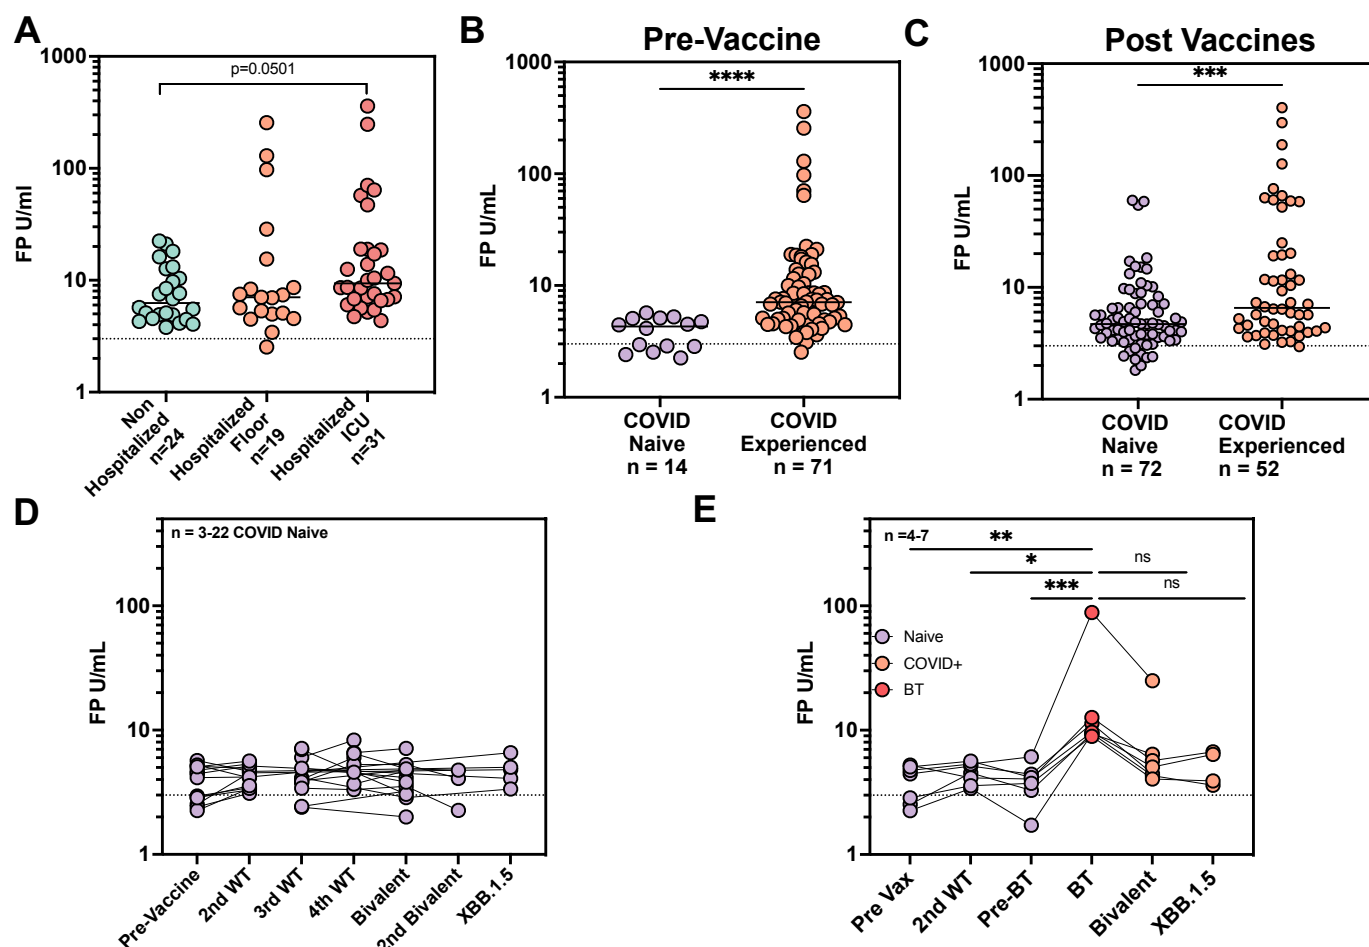 A
1000
100
10
1
FP U/ml
p=0.0501
Non
Hospitalized
n=24
Hospitalized
Floor
n=19
Hospitalized
ICU
n=31
B
Pre-Vaccine
1000
100
10
1
FP U/mL
****
COVID
Naive
n = 14
COVID
Experienced
n = 71
C
Post Vaccines
1000
100
10
1
FP U/mL
***
COVID
Naive
n = 72
COVID
Experienced
n = 52
D
n = 3-22 COVID Naive
100
10
1
FP U/mL
Pre-Vaccine
2nd WT
3rd WT
4th WT
Bivalent
2nd Bivalent
XBB.1.5
E
n =4-7
**
*
***
ns
ns
Naive
COVID+
BT
100
10
1
FP U/mL
Pre Vax
2nd WT
Pre-BT
BT
Bivalent
XBB.1.5